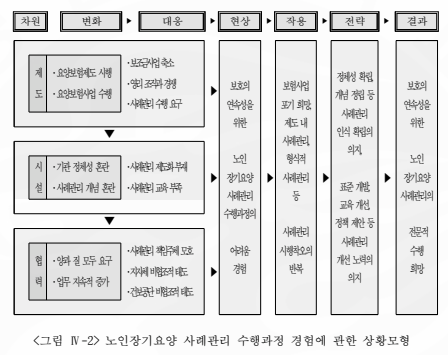 차원 ▸ 변화 ▸ 대응 ▸ 현상 ▸ 작용 ▸ 전략 ▸ 결과
제도
·요양보험제도 시행
·요양보험사업 수행
·보조금사업 축소
·영리 조직과 경쟁
·사례관리 수행 요구
시설
·기관 정체성 혼란
·사례관리 개념 혼란
·사례관리 제도화 부재
·사례관리 교육 부족
협력
·양과 질 모두 요구
·업무 지속적 증가
·사례관리 책임주체 모호
·지자체 비협조적 태도
·건보공단 비협조적 태도
보호의
연속성을
위한
노인
장기요양
사례관리
수행과정의
어려운
경험
보험사업
포기 희망,
제도 내
사례관리,
형식적
사례관리
등
사례관리
시행착오의
반복
정체성 확립,
개념 정립 등
사례관리
인식 확립의
의지,
표준 개발,
교육 개선,
정책 제안 등
사례관리
개선 노력의
의지
보호의
연속성을
위한
노인
장기요양
사례관리의
전문적
수행
희망
<그림 Ⅳ-2> 노인장기요양 사례관리 수행과정 경험에 관한 상황모형